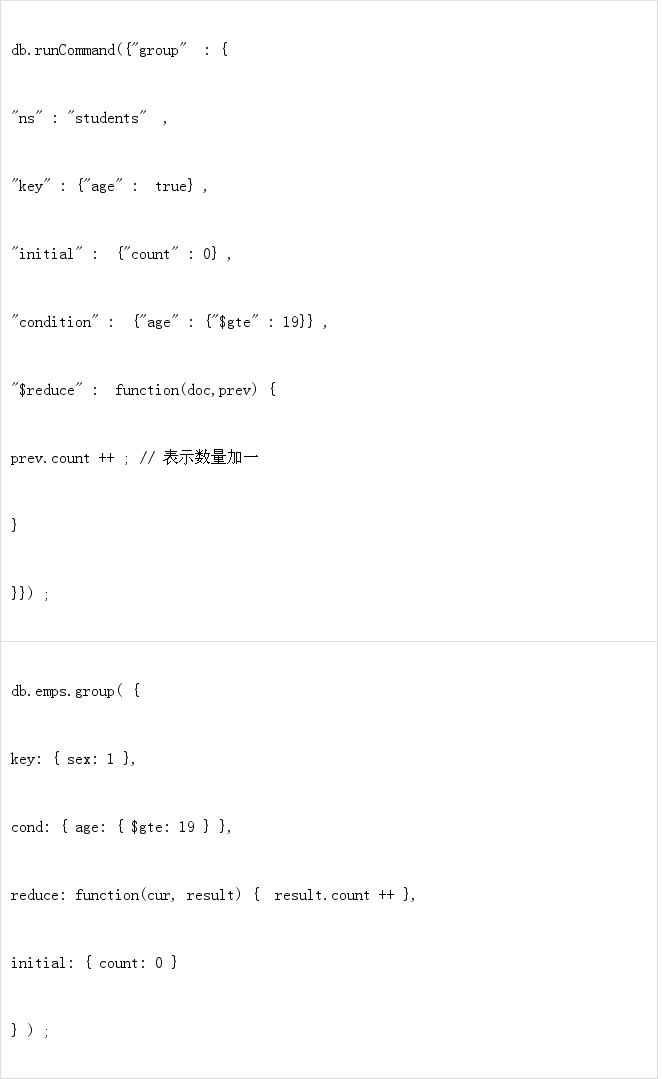 db.runCommand({"group"  : {
"ns" : "students"  ,
"key" : {"age" :  true} ,
"initial" :  {"count" : 0} ,
"condition" :  {"age" : {"$gte" : 19}} ,
"$reduce" :  function(doc,prev) {
prev.count ++ ; // 表示数量加一
}
}}) ;
db.emps.group( {
key: { sex: 1 },
cond: { age: { $gte: 19 } },
reduce: function(cur, result) {  result.count ++ },
initial: { count: 0 }
} ) ;